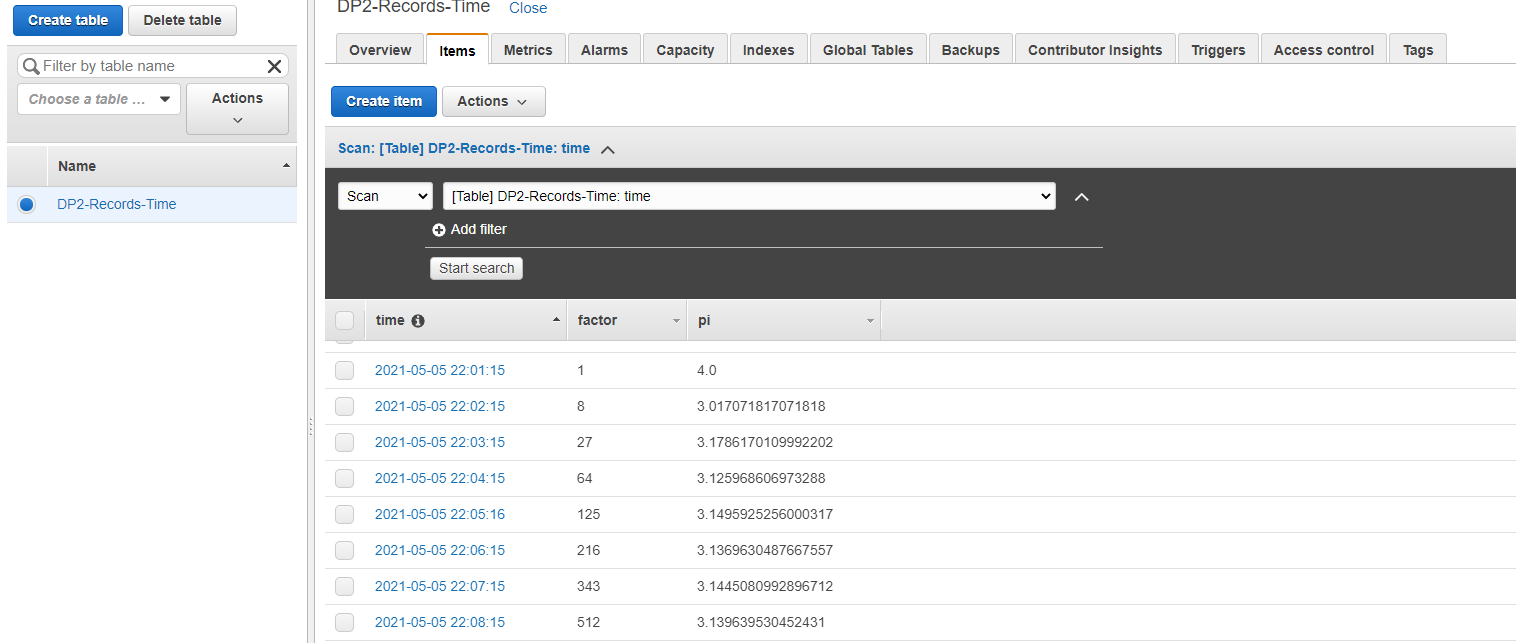 Create table Delete table
Filter by table name
Choose a table ... Actions
Name
DP2-Records-Time
DP2-Records-Time Close
Overview Items Metrics Alarms Capacity Indexes Global Tables Backups Contributor Insights Triggers Access control Tags
Create item Actions
Scan: [Table] DP2-Records-Time: time
Scan [Table] DP2-Records-Time: time
Add filter
Start search
time factor pi
2021-05-05 22:01:15 1 4.0
2021-05-05 22:02:15 8 3.017071817071818
2021-05-05 22:03:15 27 3.1786170109992202
2021-05-05 22:04:15 64 3.125968606973288
2021-05-05 22:05:16 125 3.1495925256000317
2021-05-05 22:06:15 216 3.1369630487667557
2021-05-05 22:07:15 343 3.1445080992896712
2021-05-05 22:08:15 512 3.139639530452431